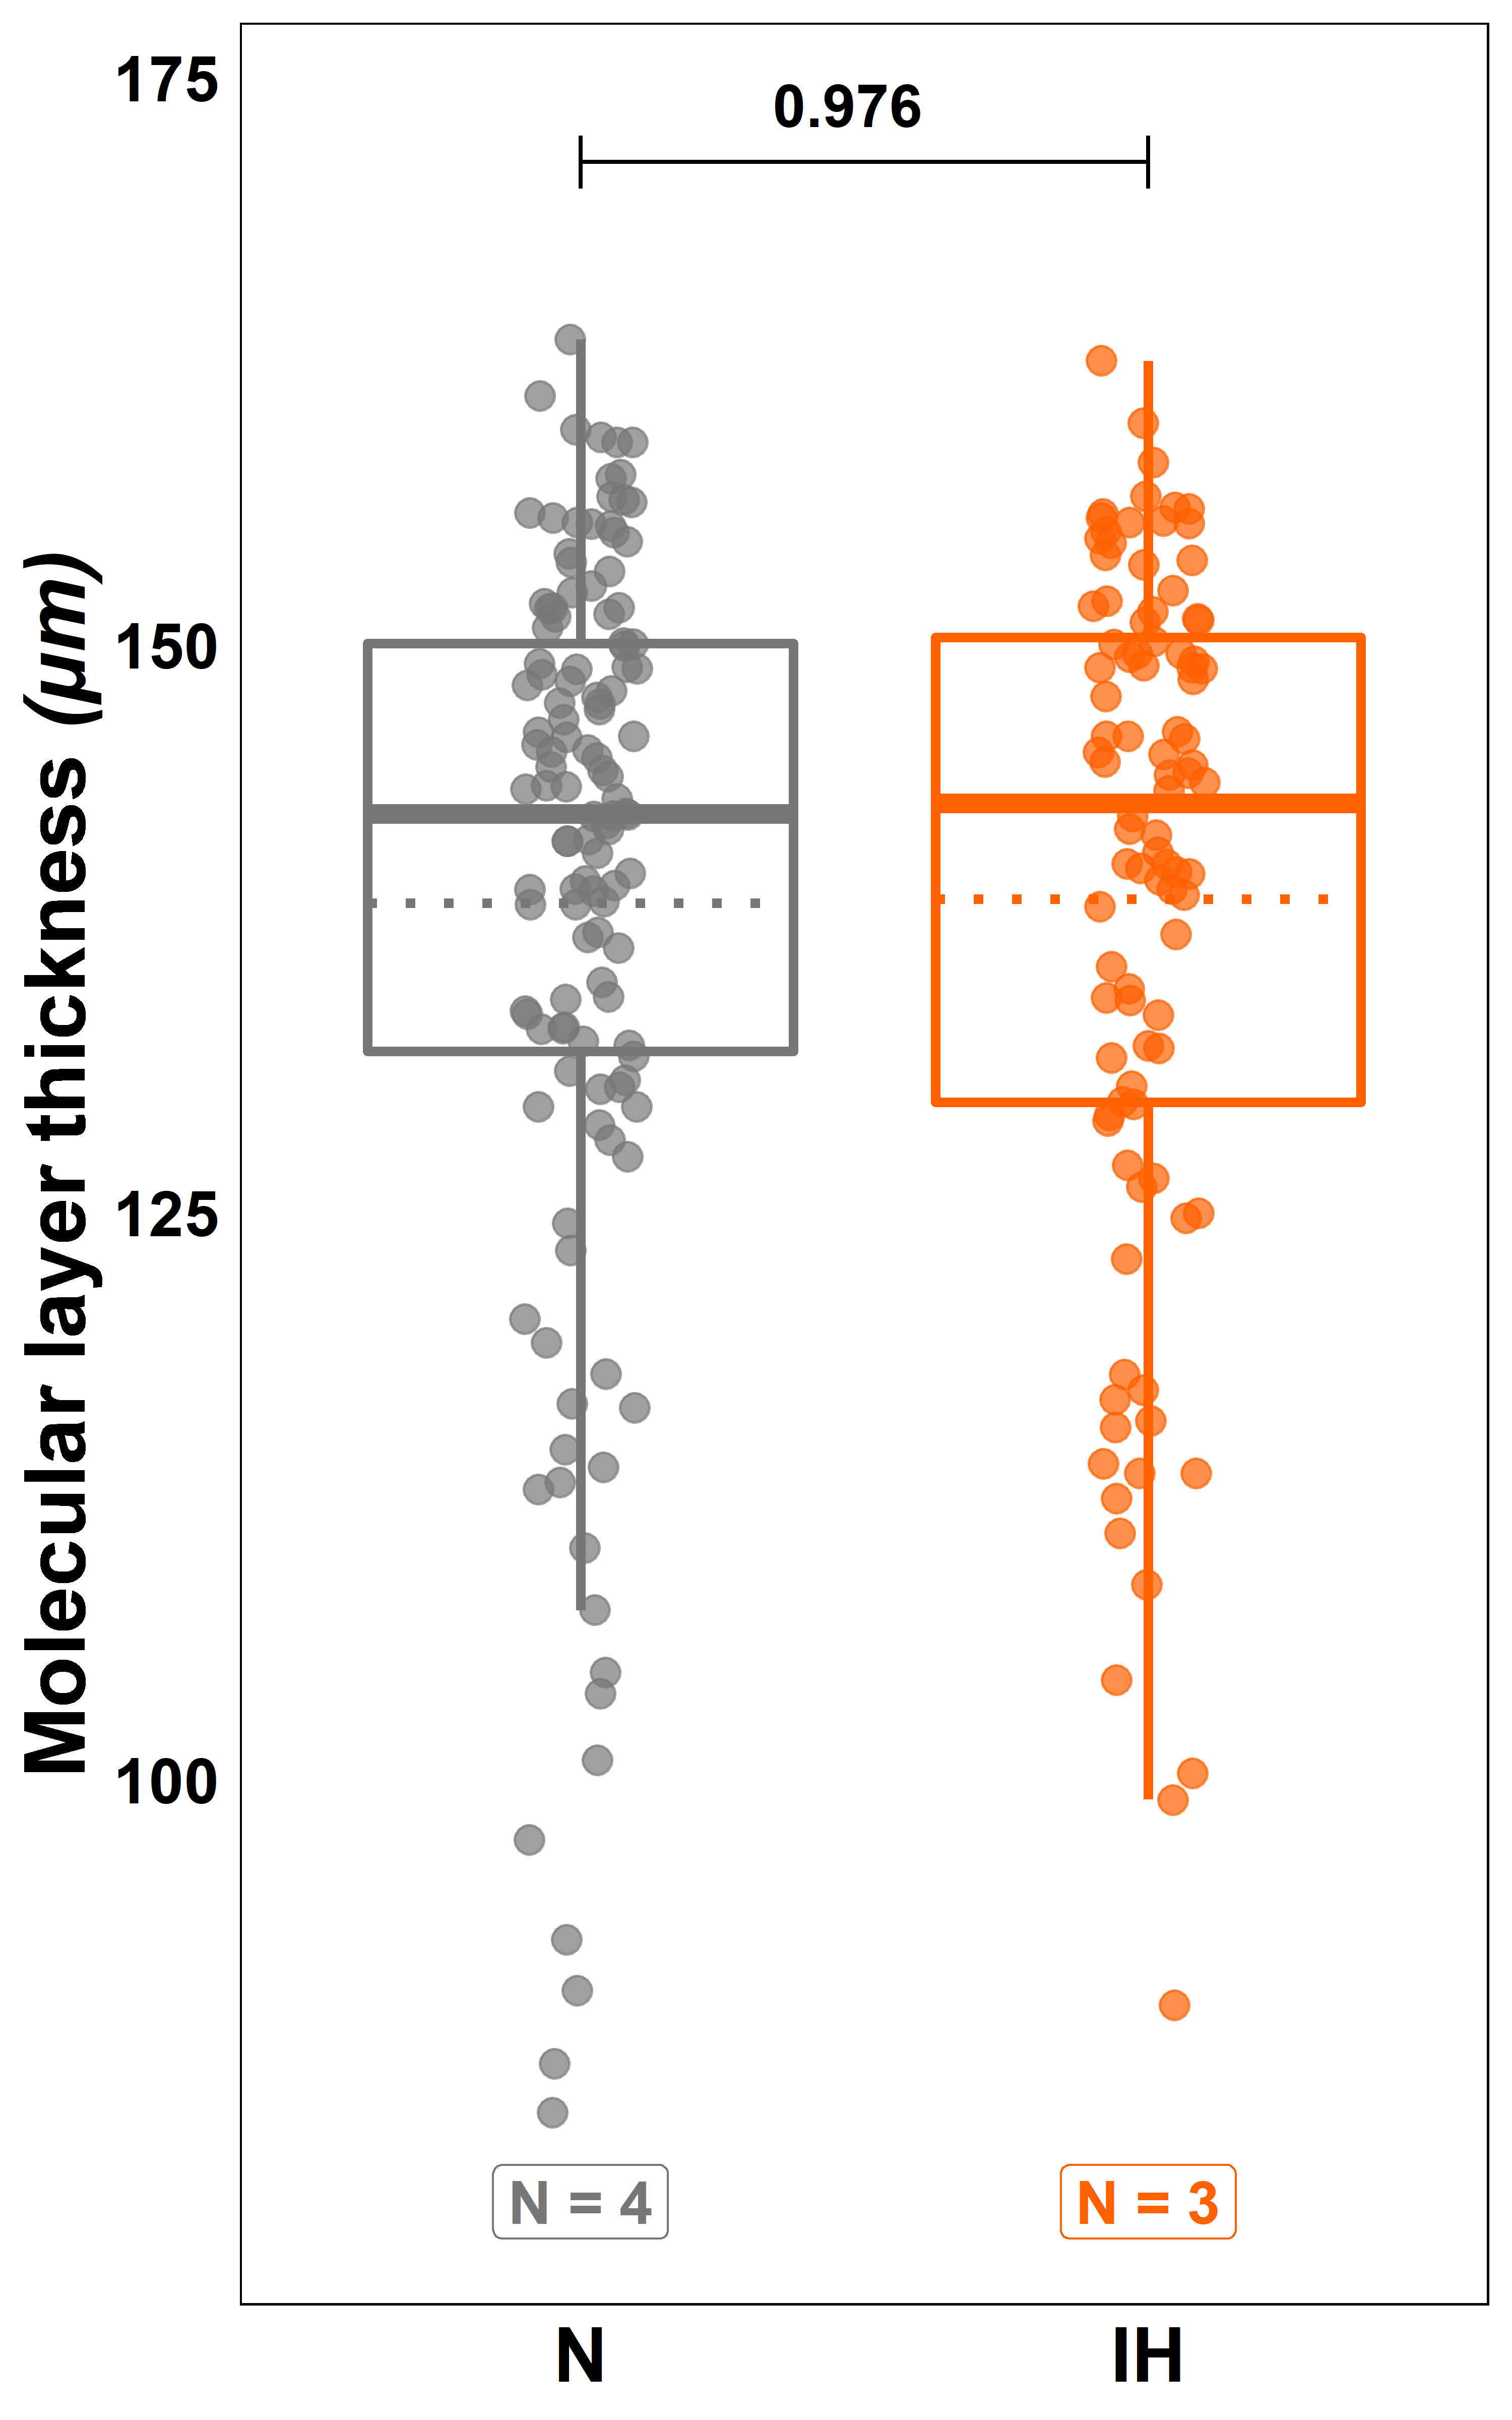 Molecular layer thickness (µm)
175
150
125
100
0.976
N = 4
N = 3
N
IH